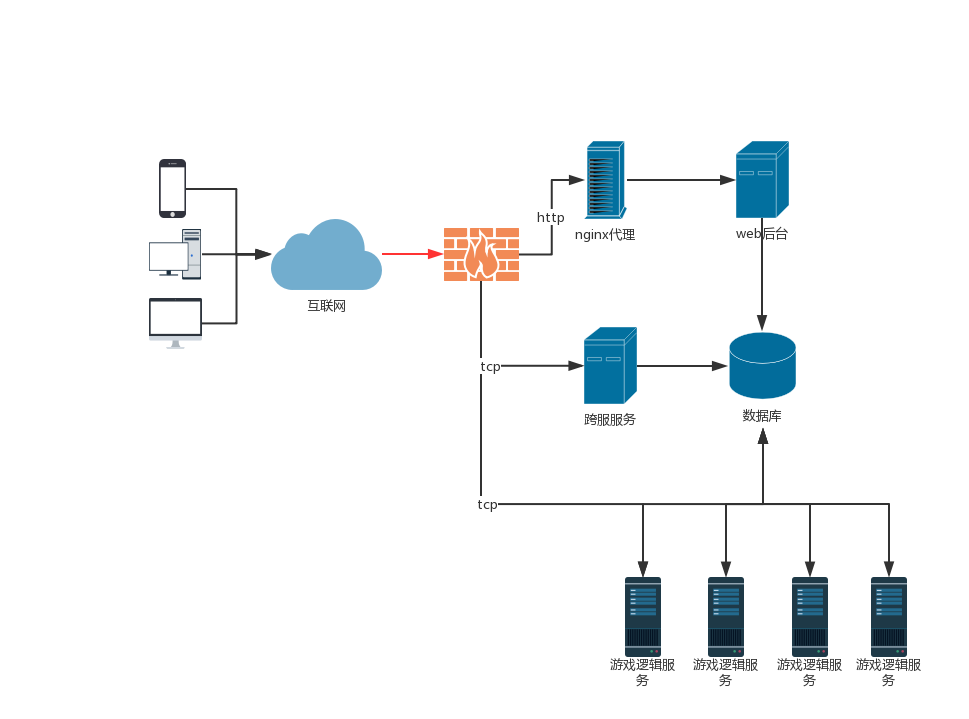 http
nginx代理
web后台
互联网
tcp
跨服服务
数据库
tcp
游戏逻辑服
务
游戏逻辑服
务
游戏逻辑服
务
游戏逻辑服
务